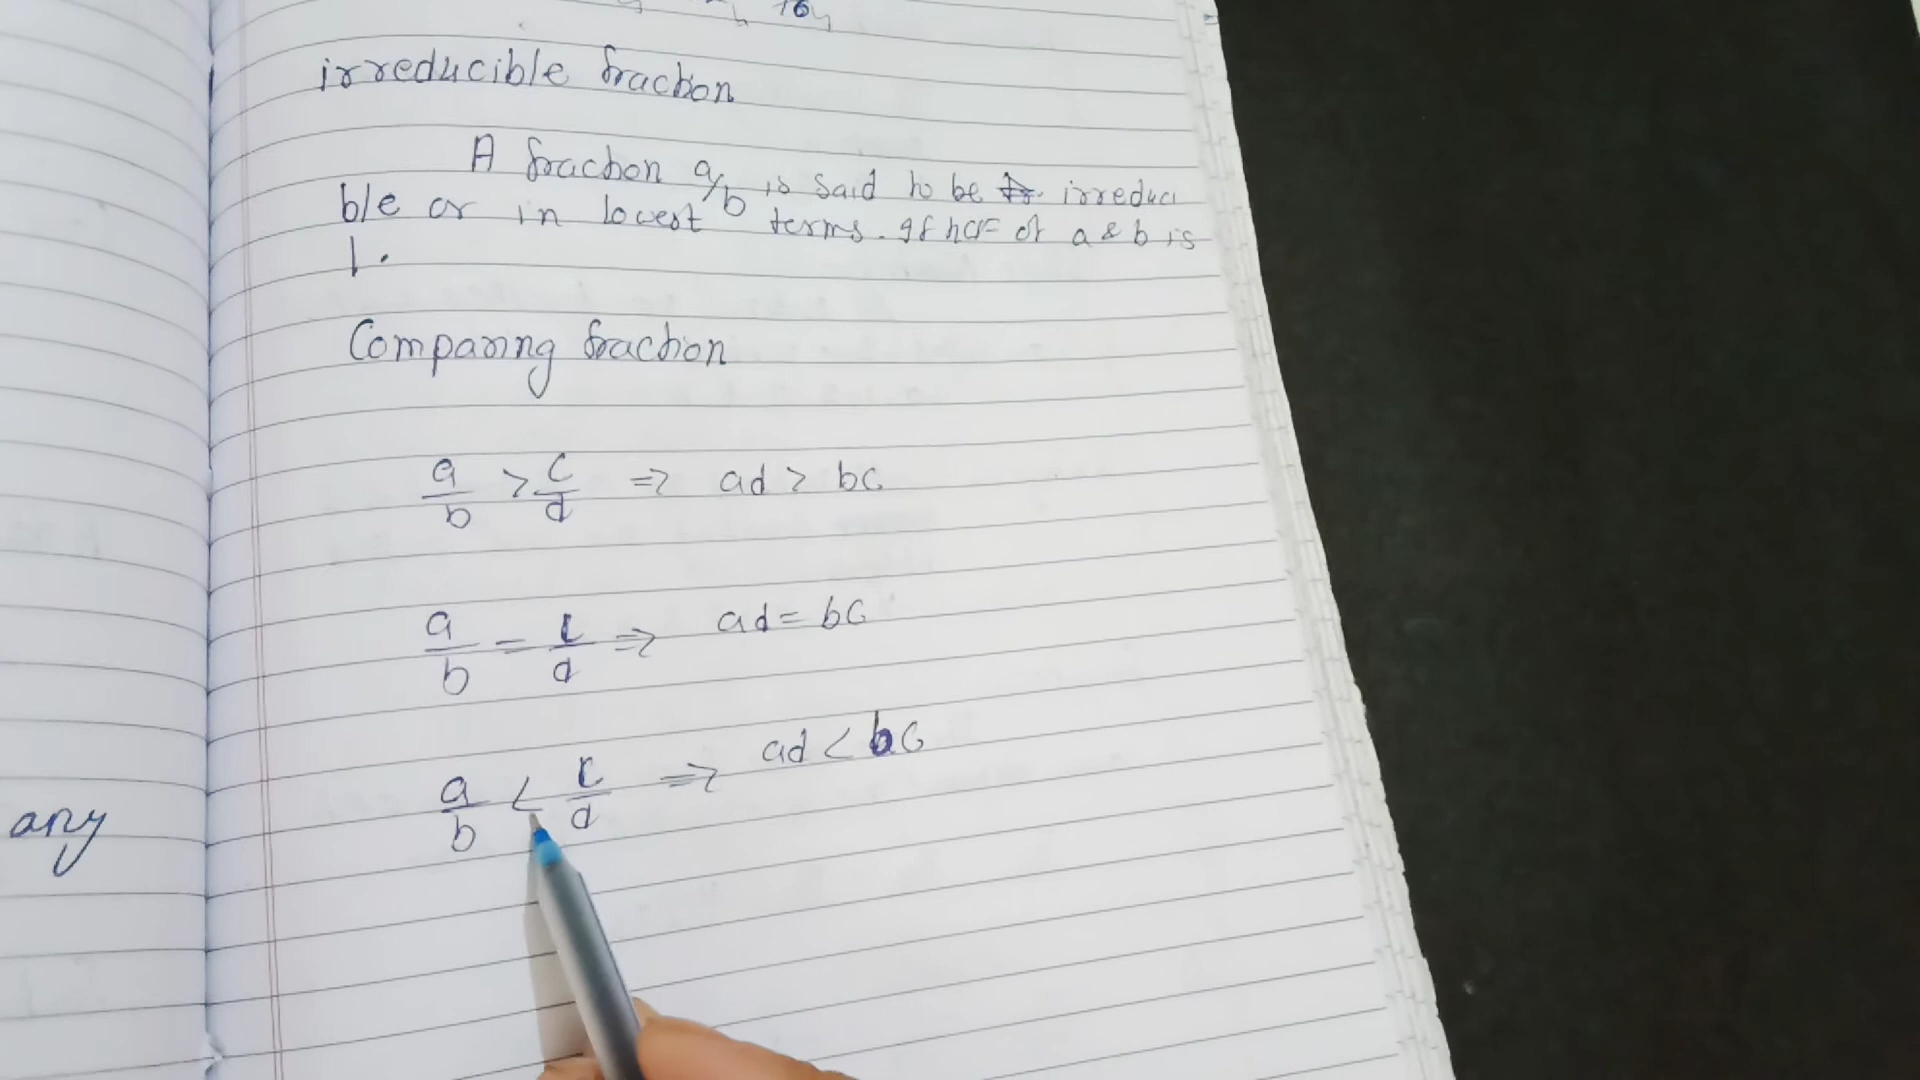 irreducible fraction
A fraction a/b is said to be irreduci
ble or in lowest terms. If HCF of a & b is
1.
Comparing fraction
a/b > c/d ⇒ ad > bc
a/b = c/d ⇒ ad = bc
a/b < c/d ⇒ ad < bc
any